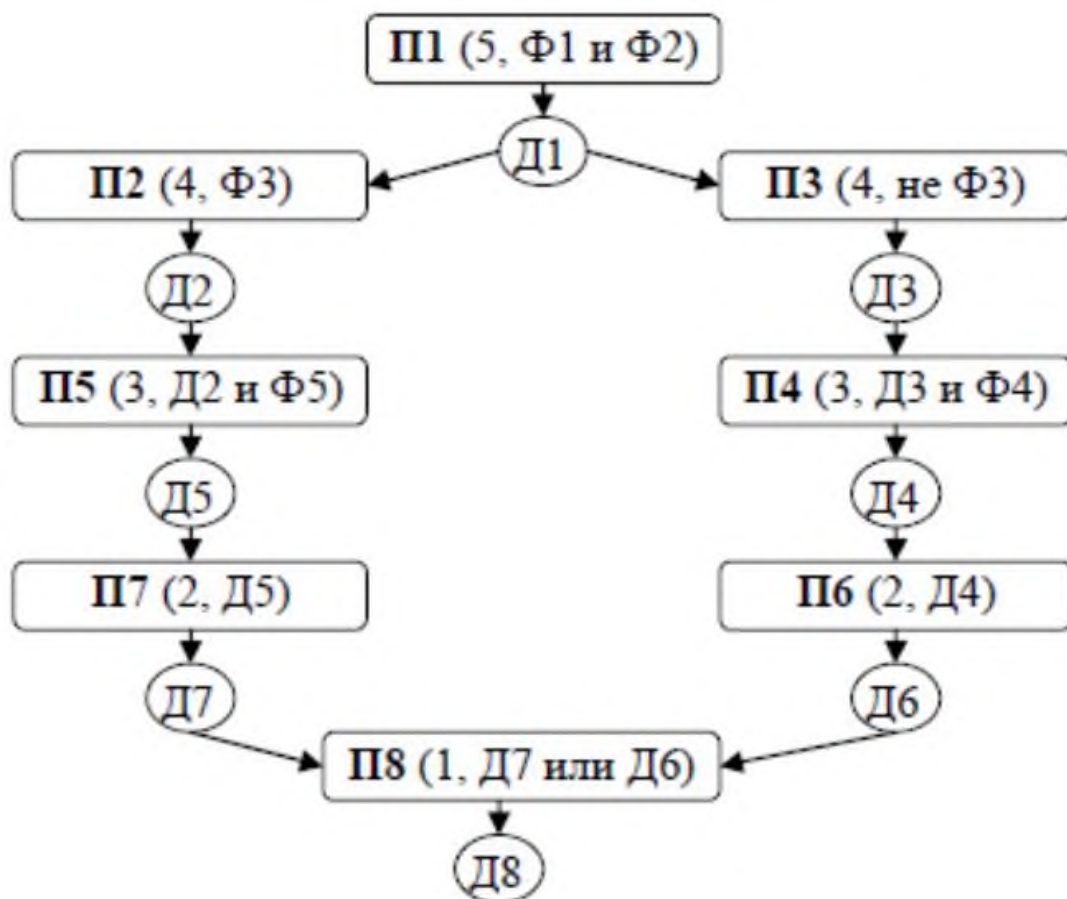 П1 (5, Ф1 и Ф2)
Д1
П2 (4, Ф3)
П3 (4, не Ф3)
Д2
Д3
П5 (3, Д2 и Ф5)
П4 (3, Д3 и Ф4)
Д5
Д4
П7 (2, Д5)
П6 (2, Д4)
Д7
Д6
П8 (1, Д7 или Д6)
Д8